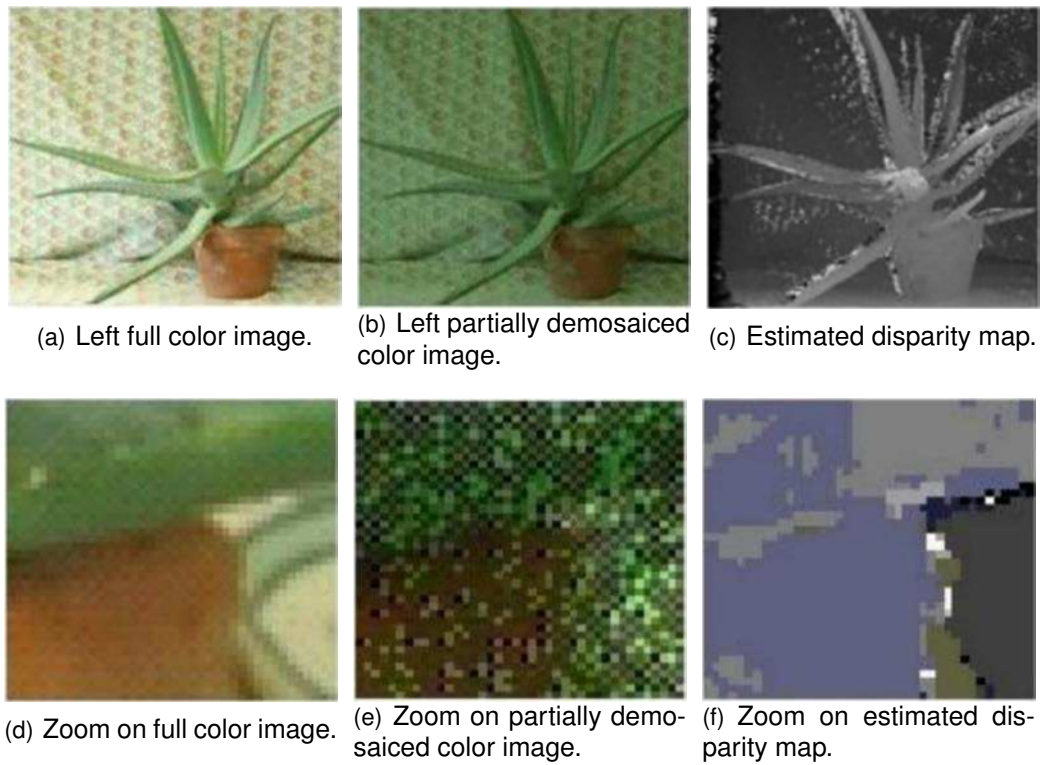 (a) Left full color image.
(b) Left partially demosaiced
color image.
(c) Estimated disparity map.
(d) Zoom on full color image.
(e) Zoom on partially demo-
saiced color image.
(f) Zoom on estimated dis-
parity map.